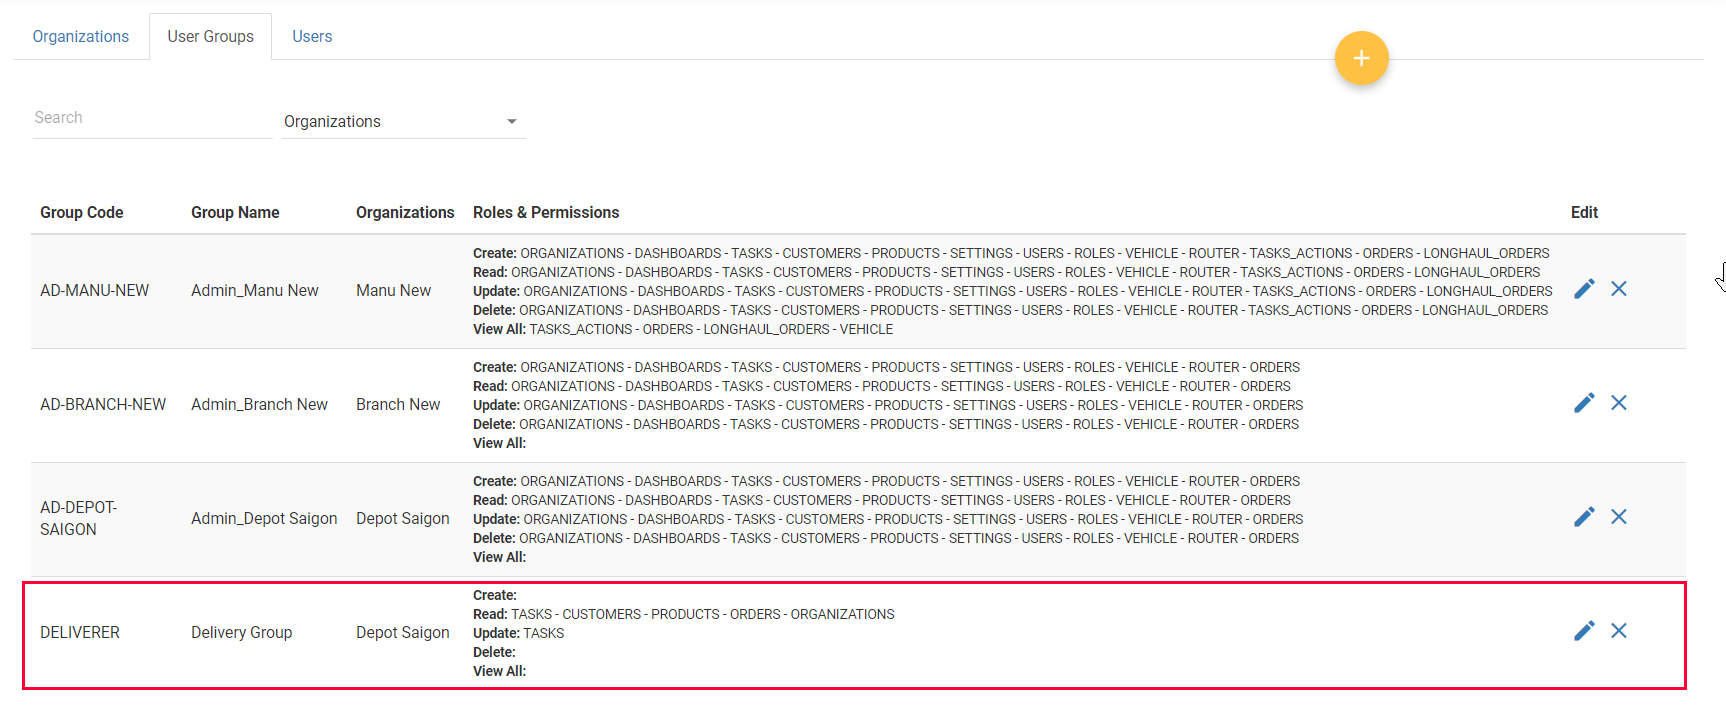 Organizations User Groups Users
+
Search Organizations
Group Code Group Name Organizations Roles & Permissions Edit
Create: ORGANIZATIONS - DASHBOARDS - TASKS - CUSTOMERS - PRODUCTS - SETTINGS - USERS - ROLES - VEHICLE - ROUTER - TASKS_ACTIONS - ORDERS - LONGHAUL_ORDERS
Read: ORGANIZATIONS - DASHBOARDS - TASKS - CUSTOMERS - PRODUCTS - SETTINGS - USERS - ROLES - VEHICLE - ROUTER - TASKS_ACTIONS - ORDERS - LONGHAUL_ORDERS
AD-MANU-NEW Admin_Manu New Manu New Update: ORGANIZATIONS - DASHBOARDS - TASKS - CUSTOMERS - PRODUCTS - SETTINGS - USERS - ROLES - VEHICLE - ROUTER - TASKS_ACTIONS - ORDERS - LONGHAUL_ORDERS
Delete: ORGANIZATIONS - DASHBOARDS - TASKS - CUSTOMERS - PRODUCTS - SETTINGS - USERS - ROLES - VEHICLE - ROUTER - TASKS_ACTIONS - ORDERS - LONGHAUL_ORDERS
View All: TASKS_ACTIONS - ORDERS - LONGHAUL_ORDERS - VEHICLE
Create: ORGANIZATIONS - DASHBOARDS - TASKS - CUSTOMERS - PRODUCTS - SETTINGS - USERS - ROLES - VEHICLE - ROUTER - ORDERS
Read: ORGANIZATIONS - DASHBOARDS - TASKS - CUSTOMERS - PRODUCTS - SETTINGS - USERS - ROLES - VEHICLE - ROUTER - ORDERS
AD-BRANCH-NEW Admin_Branch New Branch New Update: ORGANIZATIONS - DASHBOARDS - TASKS - CUSTOMERS - PRODUCTS - SETTINGS - USERS - ROLES - VEHICLE - ROUTER - ORDERS
Delete: ORGANIZATIONS - DASHBOARDS - TASKS - CUSTOMERS - PRODUCTS - SETTINGS - USERS - ROLES - VEHICLE - ROUTER - ORDERS
View All:
Create: ORGANIZATIONS - DASHBOARDS - TASKS - CUSTOMERS - PRODUCTS - SETTINGS - USERS - ROLES - VEHICLE - ROUTER - ORDERS
Read: ORGANIZATIONS - DASHBOARDS - TASKS - CUSTOMERS - PRODUCTS - SETTINGS - USERS - ROLES - VEHICLE - ROUTER - ORDERS
AD-DEPOT-
SAIGON Admin_Depot Saigon Depot Saigon Update: ORGANIZATIONS - DASHBOARDS - TASKS - CUSTOMERS - PRODUCTS - SETTINGS - USERS - ROLES - VEHICLE - ROUTER - ORDERS
Delete: ORGANIZATIONS - DASHBOARDS - TASKS - CUSTOMERS - PRODUCTS - SETTINGS - USERS - ROLES - VEHICLE - ROUTER - ORDERS
View All:
Create:
Read: TASKS - CUSTOMERS - PRODUCTS - ORDERS - ORGANIZATIONS
DELIVERER Delivery Group Depot Saigon Update: TASKS
Delete:
View All: